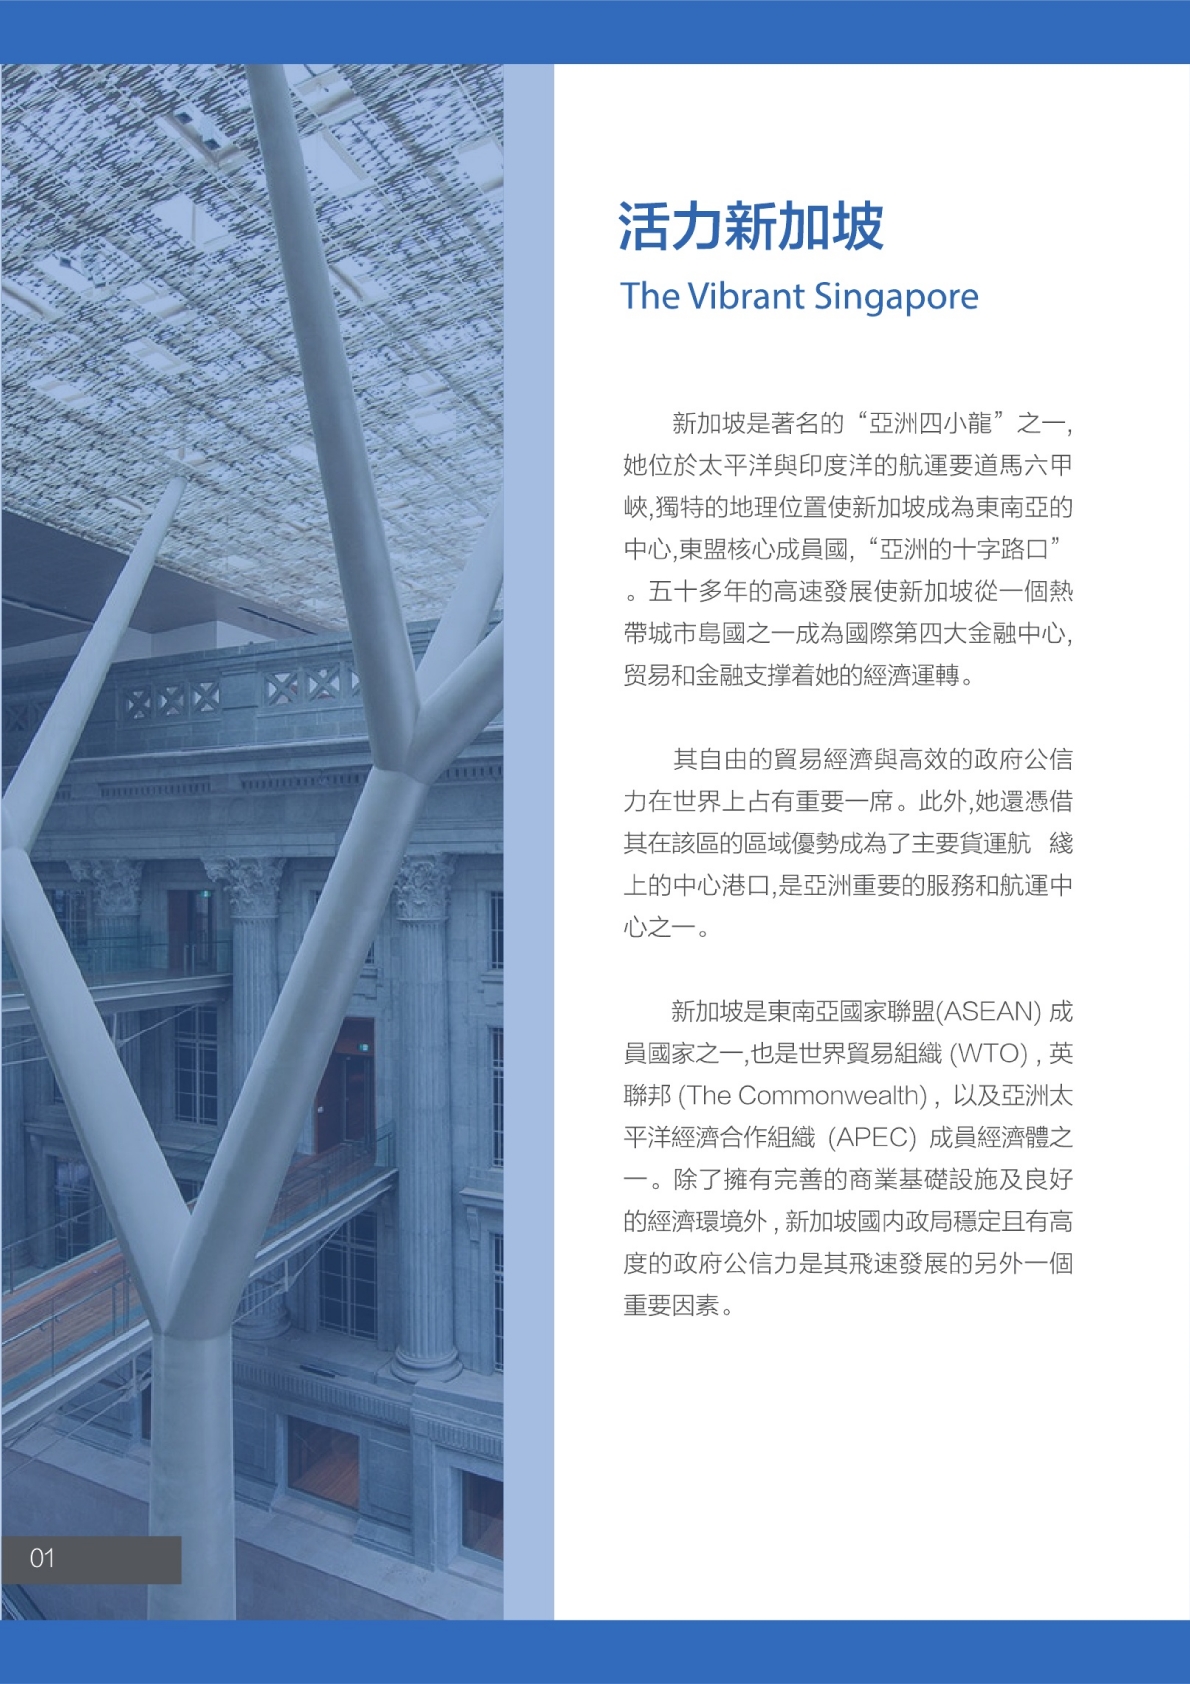 活力新加坡
The Vibrant Singapore
新加坡是著名的“亞洲四小龍”之一,
她位於太平洋與印度洋的航運要道馬六甲
峽,獨特的地理位置使新加坡成為東南亞的
中心,東盟核心成員國,“亞洲的十字路口”
。五十多年的高速發展使新加坡從一個熱
帶城市島國之一成為國際第四大金融中心,
贸易和金融支撑着她的經濟運轉。
其自由的貿易經濟與高效的政府公信
力在世界上占有重要一席。此外,她還憑借
其在該區的區域優勢成為了主要貨運航 綫
上的中心港口,是亞洲重要的服務和航運中
心之一。
新加坡是東南亞國家聯盟(ASEAN) 成
員國家之一,也是世界貿易組織 (WTO) , 英
聯邦 (The Commonwealth) , 以及亞洲太
平洋經濟合作組織 (APEC) 成員經濟體之
一。除了擁有完善的商業基礎設施及良好
的經濟環境外 , 新加坡國内政局穩定且有高
度的政府公信力是其飛速發展的另外一個
重要因素。
01